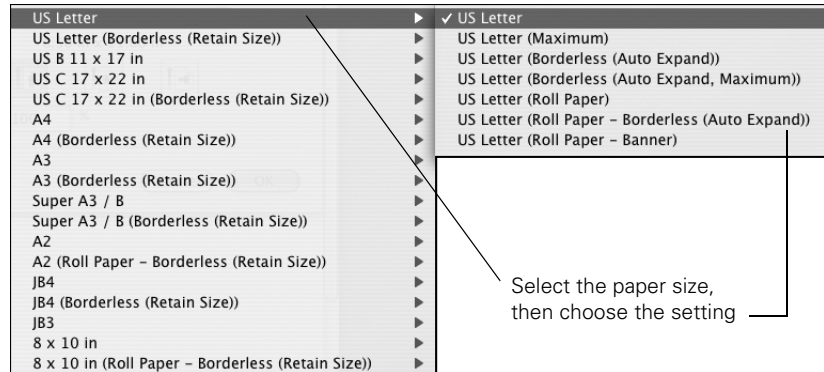 US Letter
US Letter (Borderless (Retain Size))
US B 11 x 17 in
US C 17 x 22 in
US C 17 x 22 in (Borderless (Retain Size))
A4
A4 (Borderless (Retain Size))
A3
A3 (Borderless (Retain Size))
Super A3 / B
Super A3 / B (Borderless (Retain Size))
A2
A2 (Roll Paper – Borderless (Retain Size))
JB4
JB4 (Borderless (Retain Size))
JB3
8 x 10 in
8 x 10 in (Roll Paper – Borderless (Retain Size))
✓ US Letter
US Letter (Maximum)
US Letter (Borderless (Auto Expand))
US Letter (Borderless (Auto Expand, Maximum))
US Letter (Roll Paper)
US Letter (Roll Paper – Borderless (Auto Expand))
US Letter (Roll Paper – Banner)
Select the paper size,
then choose the setting